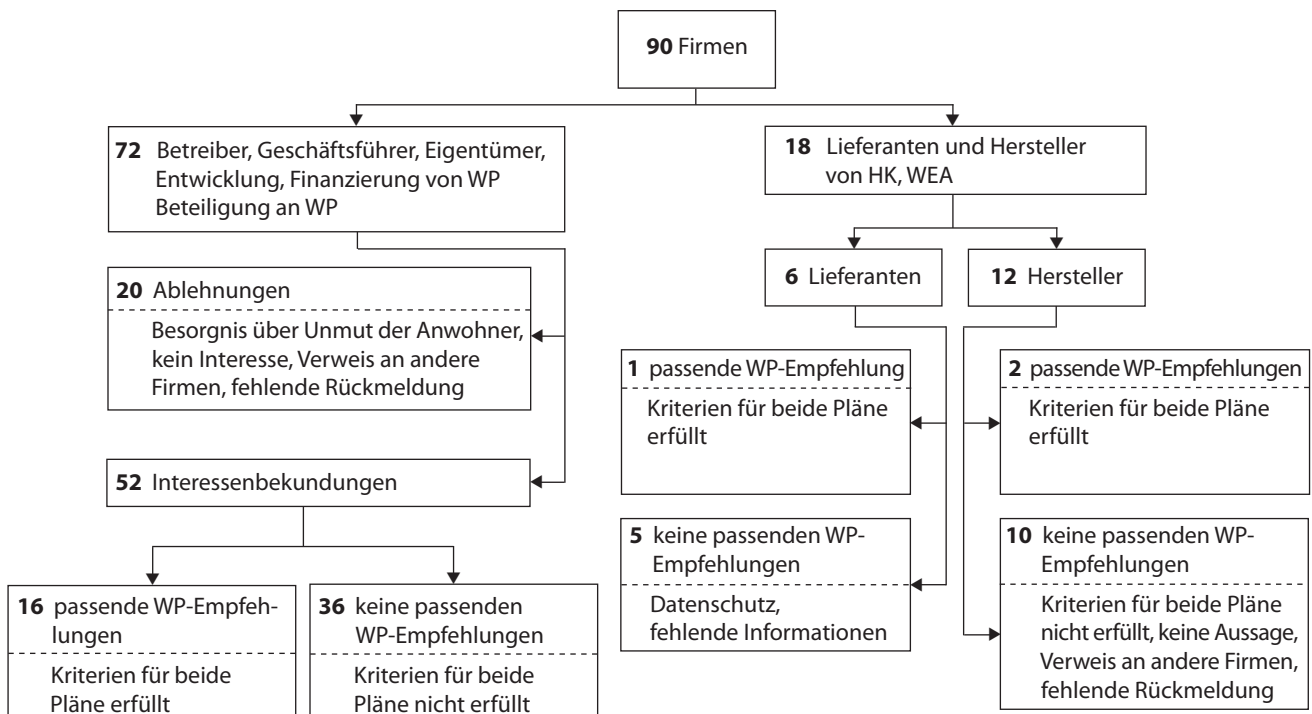 90 Firmen
72 Betreiber, Geschäftsführer, Eigentümer,
Entwicklung, Finanzierung von WP
Beteiligung an WP
18 Lieferanten und Hersteller
von HK, WEA
20 Ablehnungen
Besorgnis über Unmut der Anwohner,
kein Interesse, Verweis an andere
Firmen, fehlende Rückmeldung
52 Interessenbekundungen
16 passende WP-Empfeh-
lungen
Kriterien für beide
Pläne erfüllt
36 keine passenden
WP-Empfehlungen
Kriterien für beide
Pläne nicht erfüllt
6 Lieferanten
12 Hersteller
1 passende WP-Empfehlung
Kriterien für beide Pläne
erfüllt
2 passende WP-Empfehlungen
Kriterien für beide Pläne
erfüllt
5 keine passenden WP-
Empfehlungen
Datenschutz,
fehlende Informationen
10 keine passenden WP-
Empfehlungen
Kriterien für beide Pläne
nicht erfüllt, keine Aussage,
Verweis an andere Firmen,
fehlende Rückmeldung